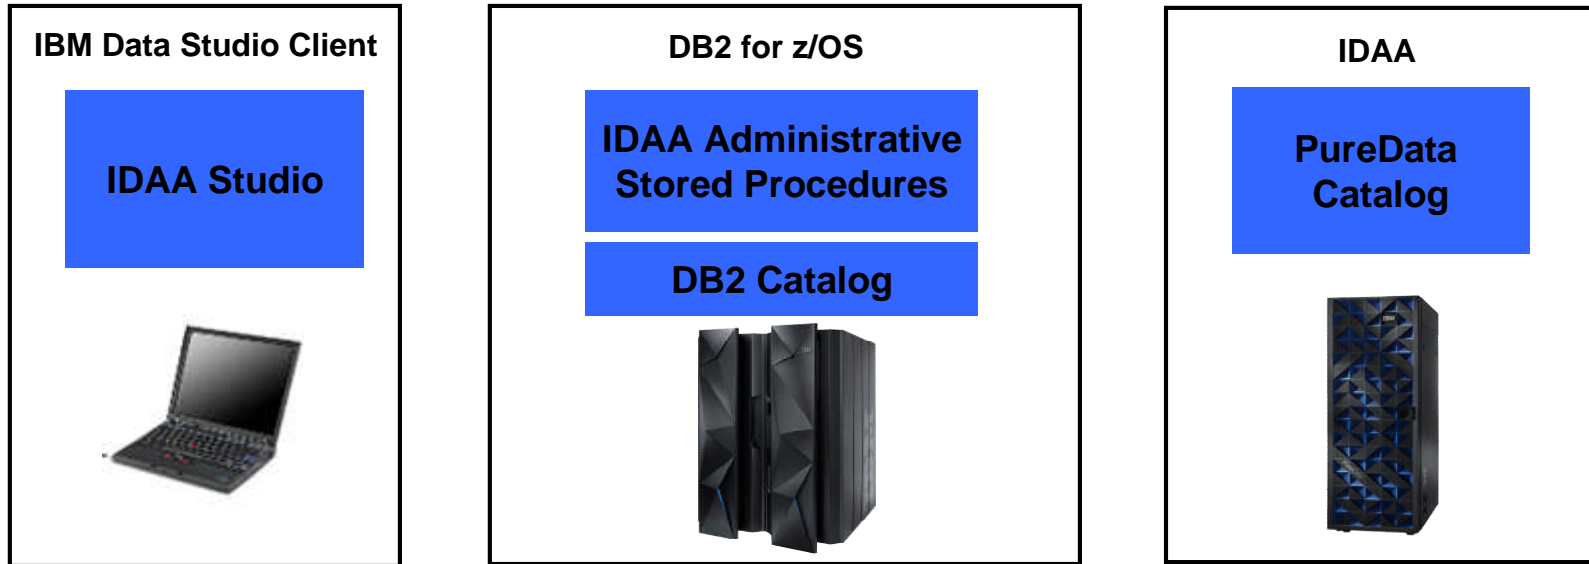 IBM Data Studio Client
IDAA Studio
DB2 for z/OS
IDAA Administrative
Stored Procedures
DB2 Catalog
IDAA
PureData
Catalog